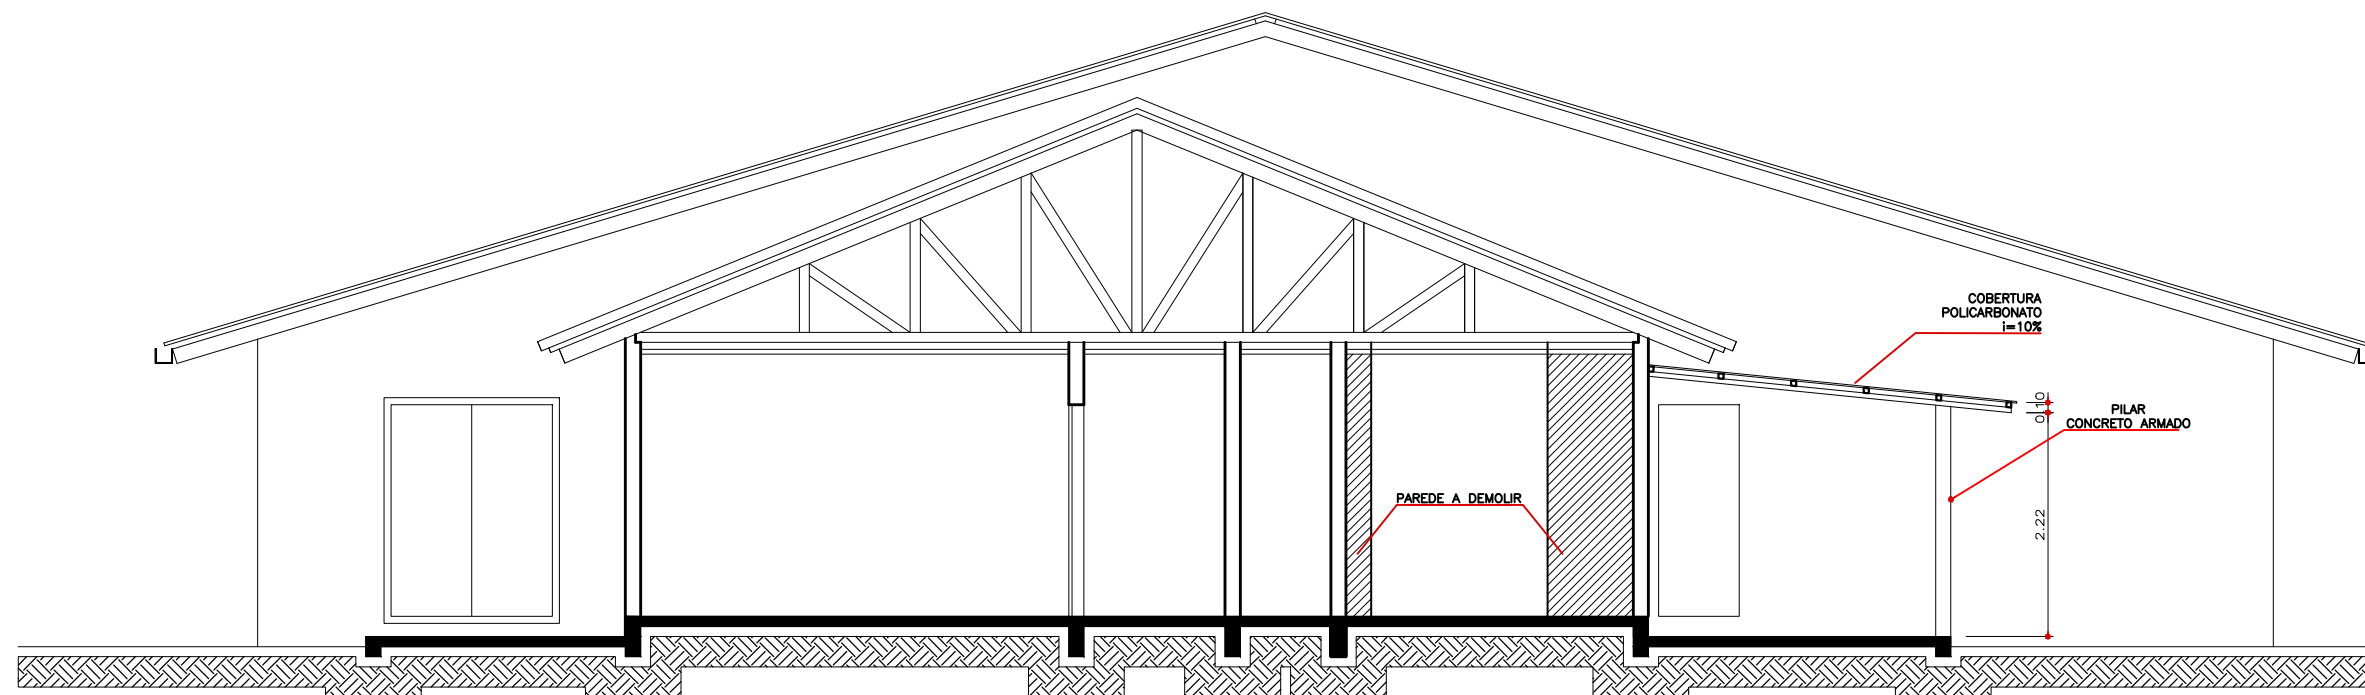 COBERTURA
POLICARBONATO
i=10%
0.10
PILAR
CONCRETO ARMADO
PAREDE A DEMOLIR
2.22